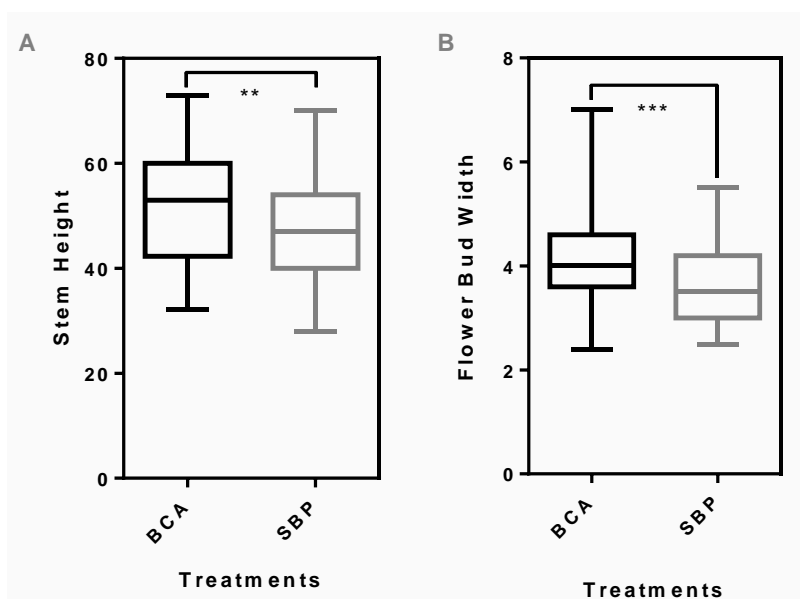 A
80
60
40
20
0
Stem Height
**
BCA
SBP
Treatments
B
8
6
4
2
0
Flower Bud Width
***
BCA
SBP
Treatments